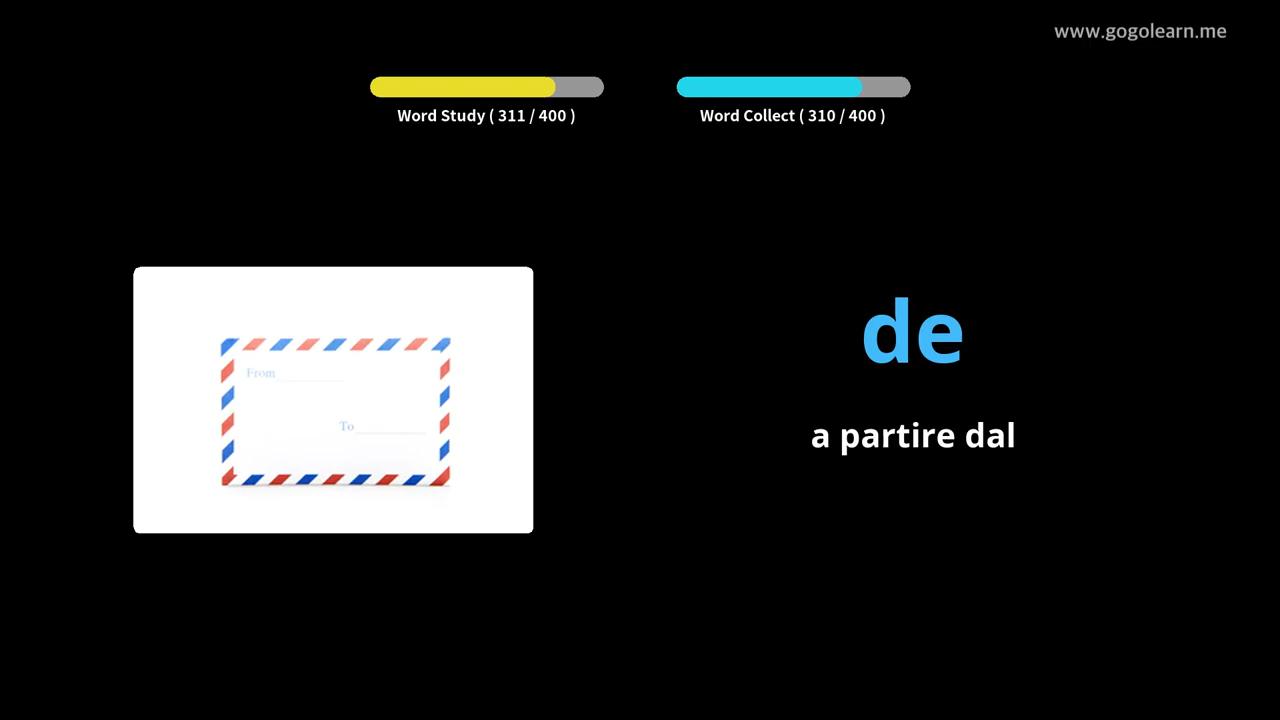 www.gogolearn.me
Word Study ( 311 / 400 )
Word Collect ( 310 / 400 )
From
To
de
a partire dal